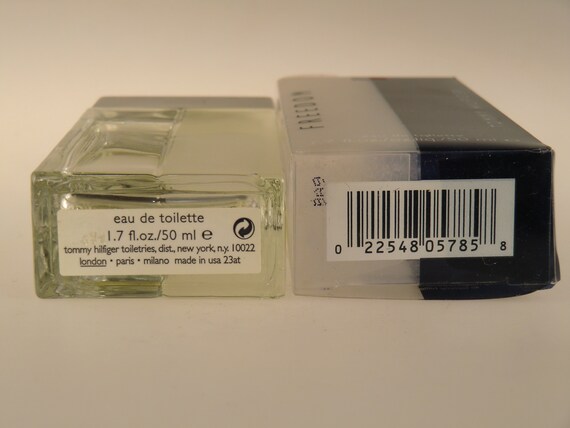 eau de toilette
1.7 fl.oz./50 ml e
tommy hilfiger toiletries, dist., new york, n.y. 10022
london • paris • milano made in usa 23at
FREEDOM
0 22548 05785 8